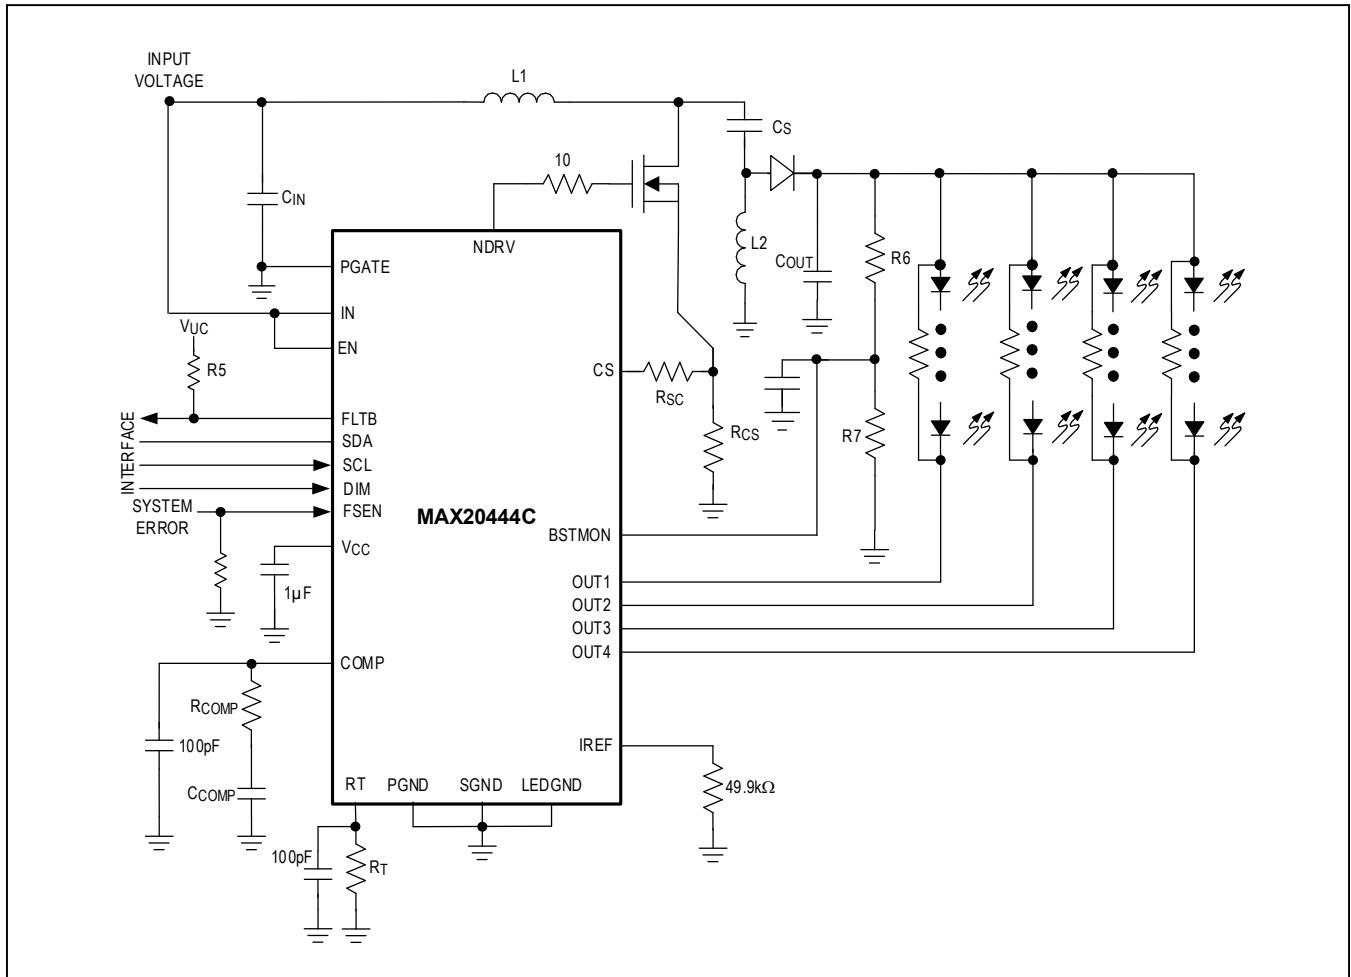 INPUT
VOLTAGE
L1
CS
10
CIN
NDRV
L2
COUT
R6
PGATE
IN
VUC
EN
R5
CS
RSC
RCS
R7
FLTB
SDA
SCL
DIM
FSEN
INTERFACE
SYSTEM
ERROR
MAX20444C
BSTMON
VCC
1µF
OUT1
OUT2
OUT3
OUT4
COMP
RCOMP
100pF
CCOMP
IREF
49.9kΩ
RT
PGND
SGND
LEDGND
100pF
RT